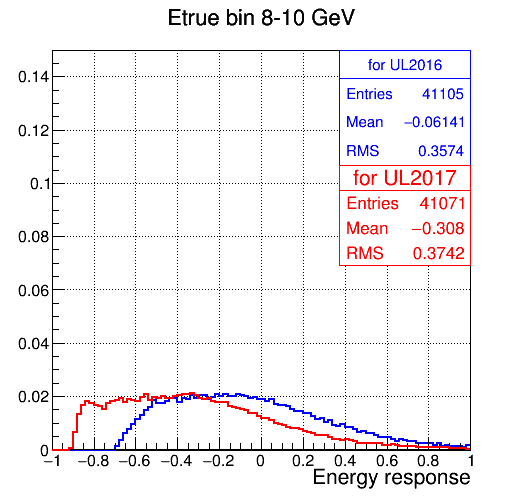 Etrue bin 8-10 GeV
for UL2016
Entries 41105
Mean −0.06141
RMS 0.3574
for UL2017
Entries 41071
Mean −0.308
RMS 0.3742
0.14
0.12
0.1
0.08
0.06
0.04
0.02
0
−1 −0.8 −0.6 −0.4 −0.2 0 0.2 0.4 0.6 0.8 1
Energy response